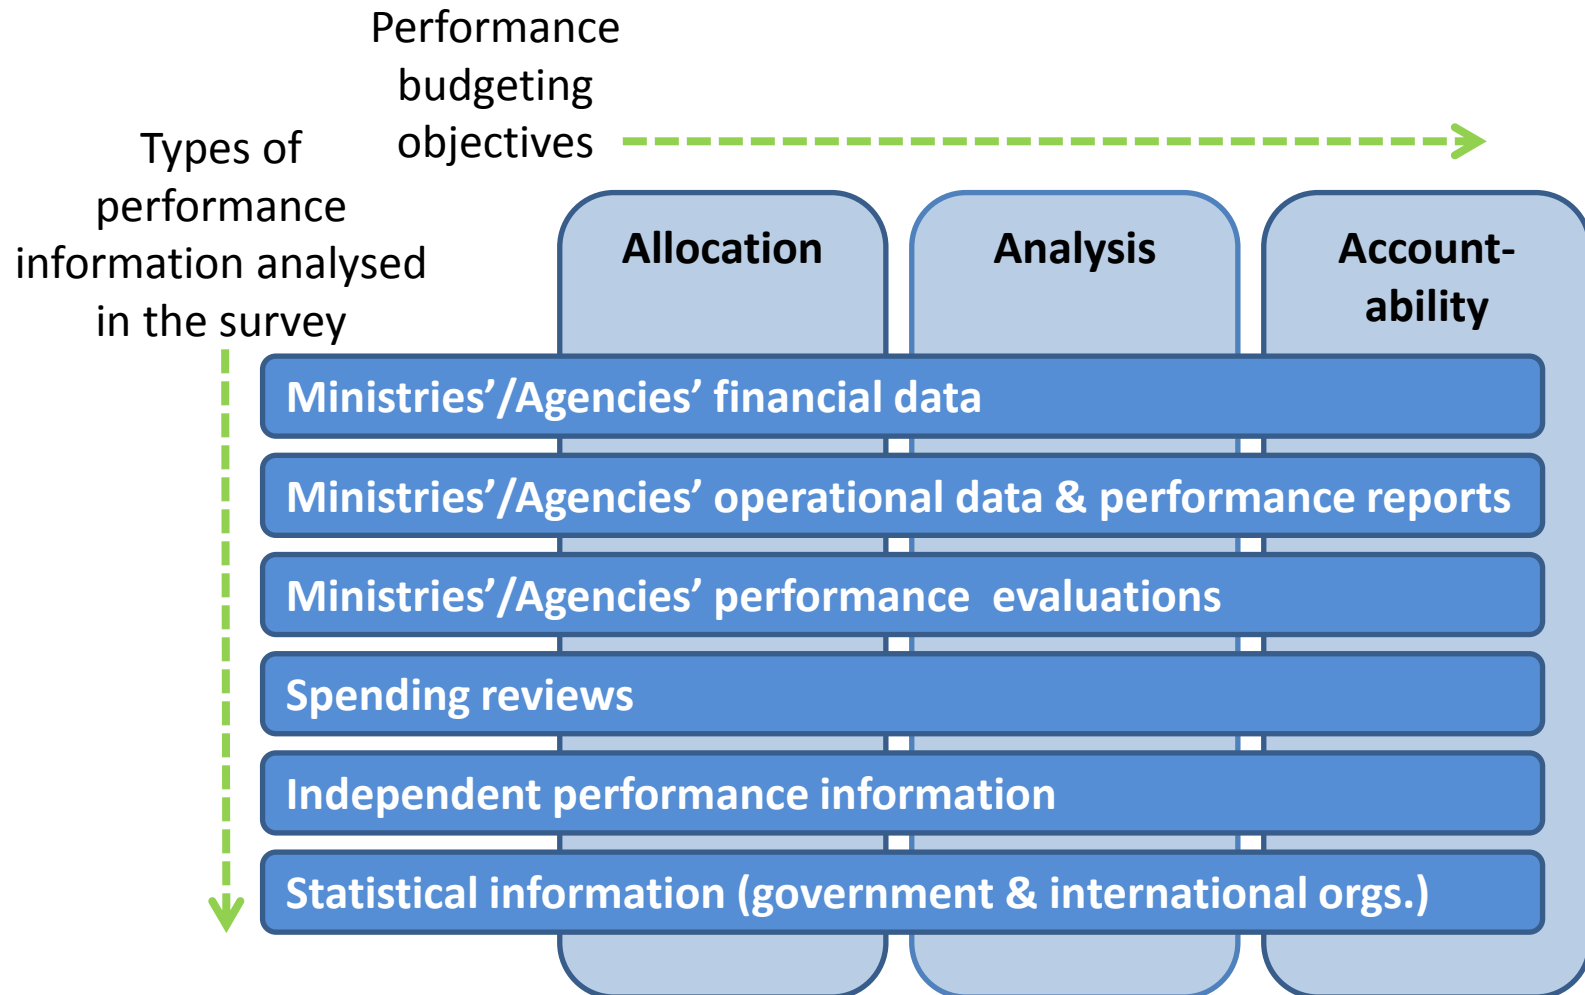 Performance
budgeting
objectives
Types of
performance
information analysed
in the survey
Allocation
Analysis
Account-
ability
Ministries’/Agencies’ financial data
Ministries’/Agencies’ operational data & performance reports
Ministries’/Agencies’ performance  evaluations
Spending reviews
Independent performance information
Statistical information (government & international orgs.)